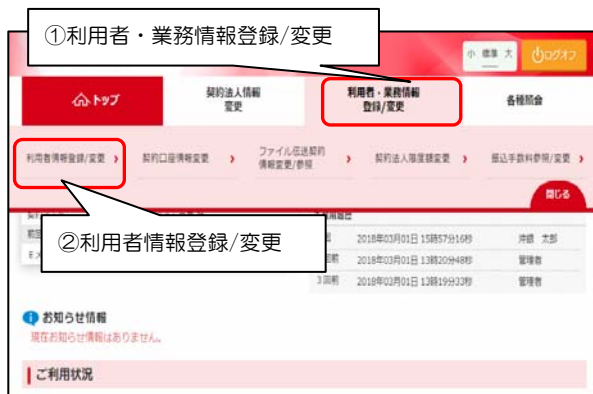 ①利用者・業務情報登録/変更
小 標準 大 ログオフ
トップ
契約法人情報
変更
利用者・業務情報
登録/変更
各種照会
利用者情報登録/変更
契約口座情報変更
ファイル伝送契約
情報変更/参照
契約法人限度額変更
振込手数料参照/変更
閉じる
②利用者情報登録/変更
2018年03月01日 15時57分16秒 沖銀 太郎
2018年03月01日 13時20分48秒 管理者
3回前 2018年03月01日 13時19分33秒 管理者
お知らせ情報
現在お知らせ情報はありません。
ご利用状況